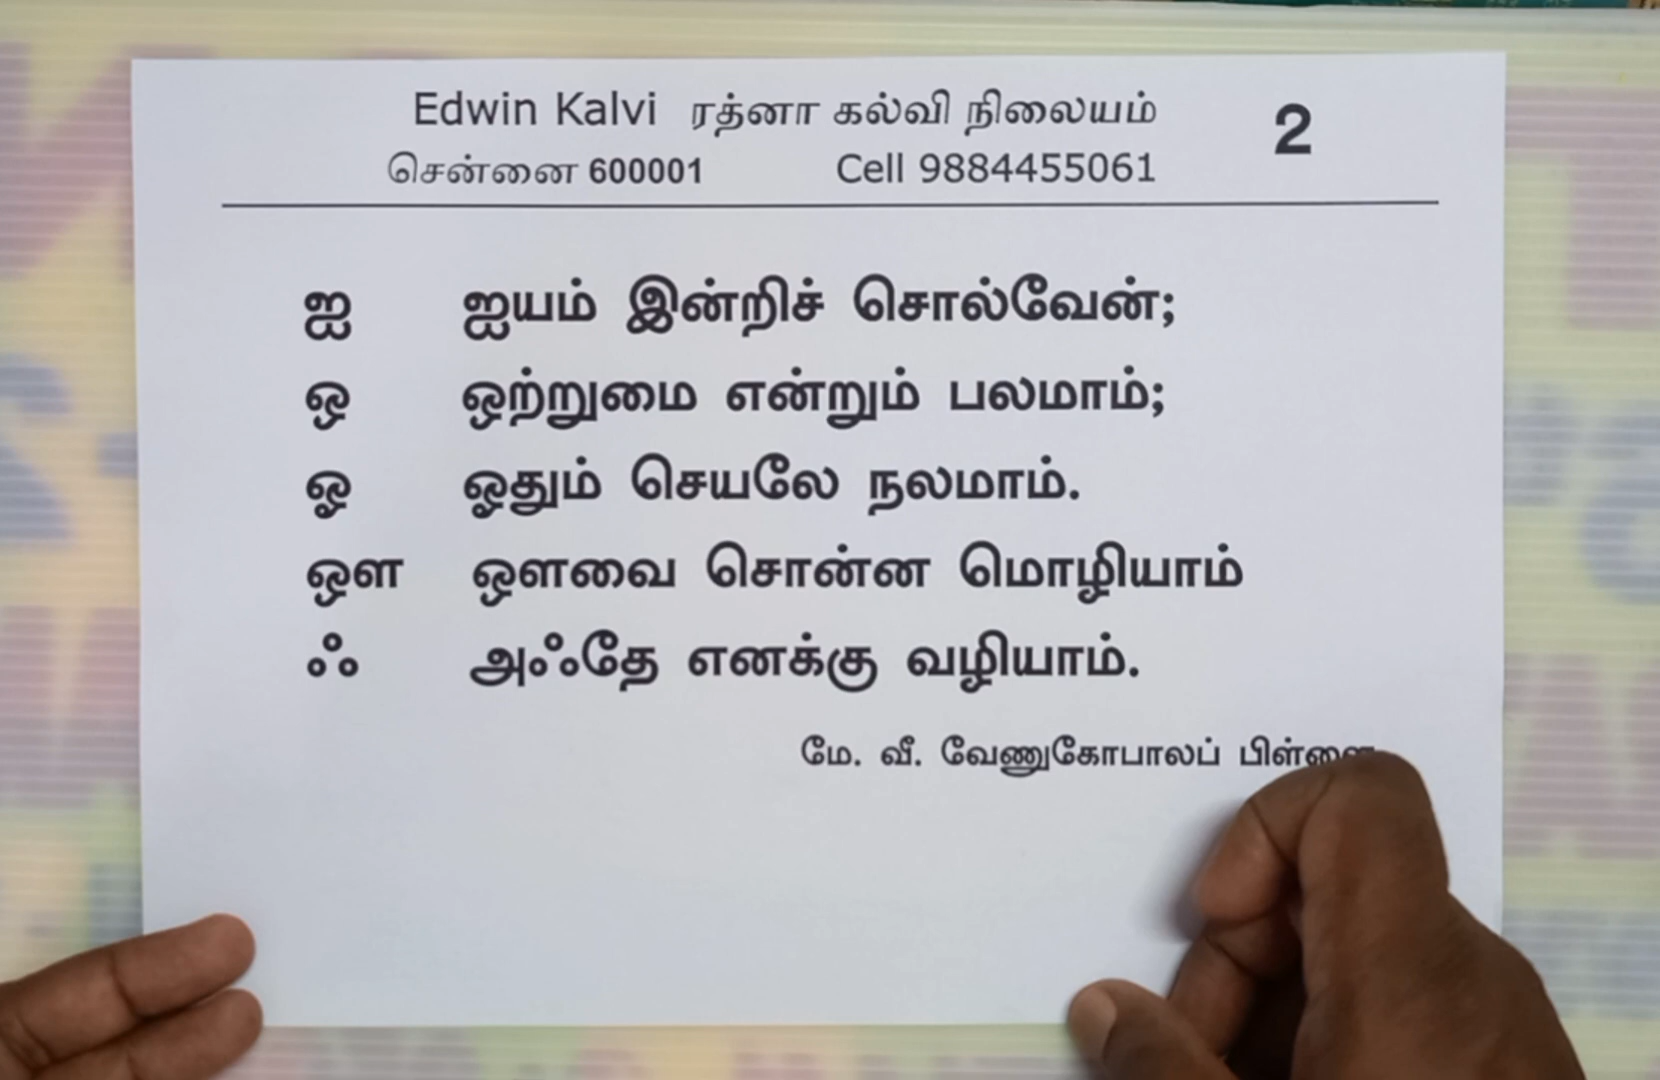 Edwin Kalvi ரத்னா கல்வி நிலையம் 2
சென்னை 600001 Cell 9884455061
ஐ ஐயம் இன்றிச் சொல்வேன்;
ஒ ஒற்றுமை என்றும் பலமாம்;
ஓ ஓதும் செயலே நலமாம்.
ஔ ஔவை சொன்ன மொழியாம்
ஃ அஃதே எனக்கு வழியாம்.
மே. வீ. வேணுகோபாலப் பிள்ளை